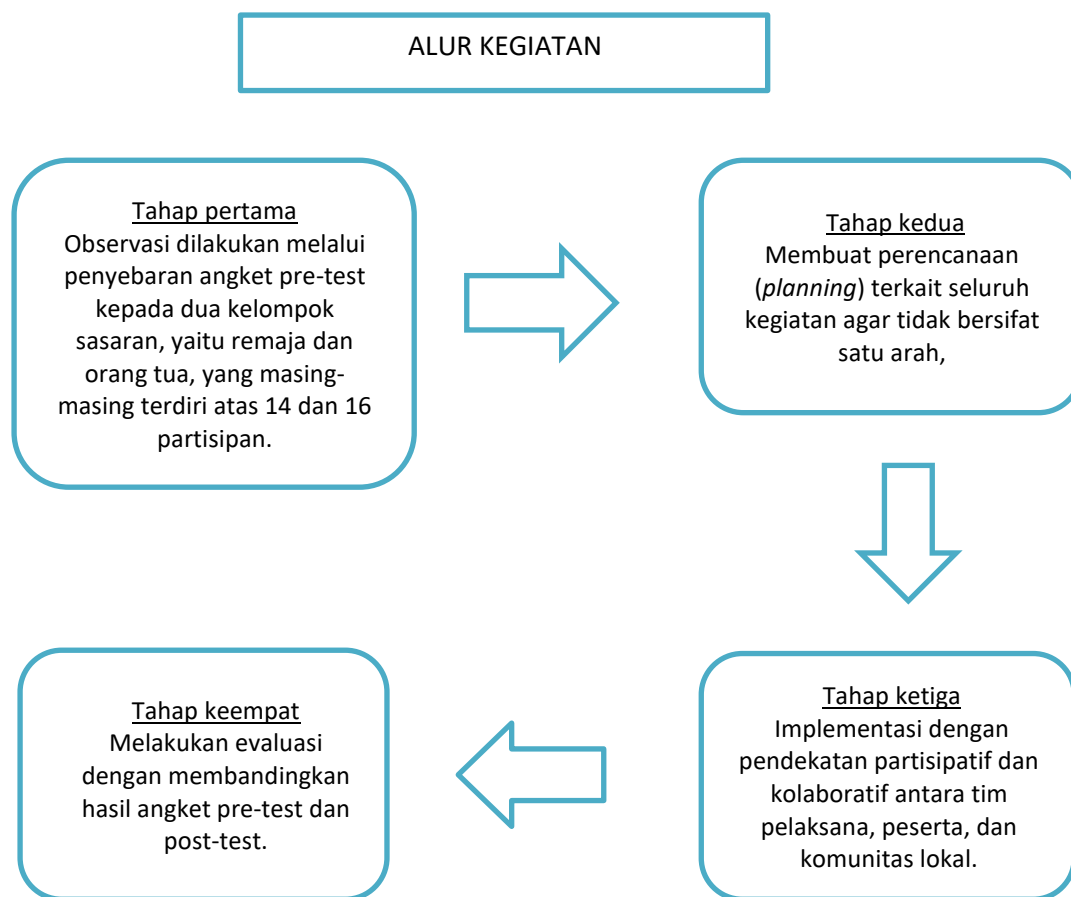 ALUR KEGIATAN
Tahap pertama
Observasi dilakukan melalui
penyebaran angket pre-test
kepada dua kelompok
sasaran, yaitu remaja dan
orang tua, yang masing-
masing terdiri atas 14 dan 16
partisipan.
Tahap kedua
Membuat perencanaan
(planning) terkait seluruh
kegiatan agar tidak bersifat
satu arah,
Tahap ketiga
Implementasi dengan
pendekatan partisipatif dan
kolaboratif antara tim
pelaksana, peserta, dan
komunitas lokal.
Tahap keempat
Melakukan evaluasi
dengan membandingkan
hasil angket pre-test dan
post-test.